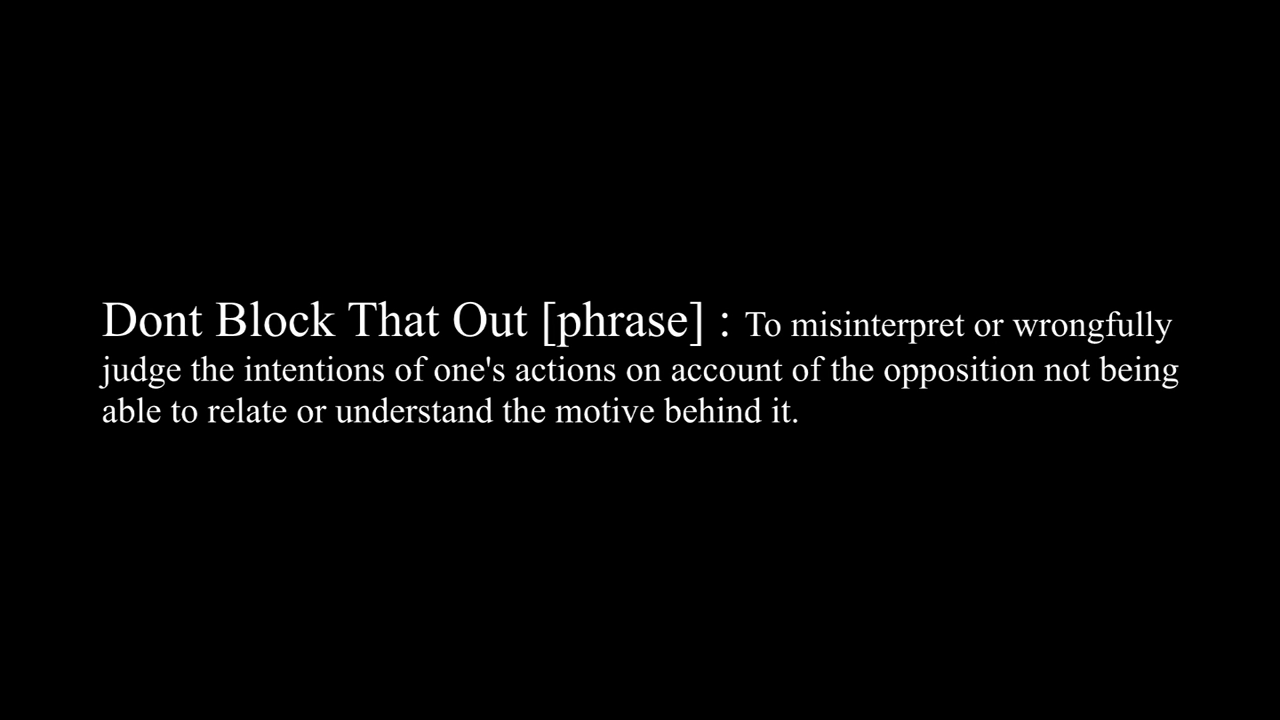 Dont Block That Out [phrase] : To misinterpret or wrongfully
judge the intentions of one's actions on account of the opposition not being
able to relate or understand the motive behind it.